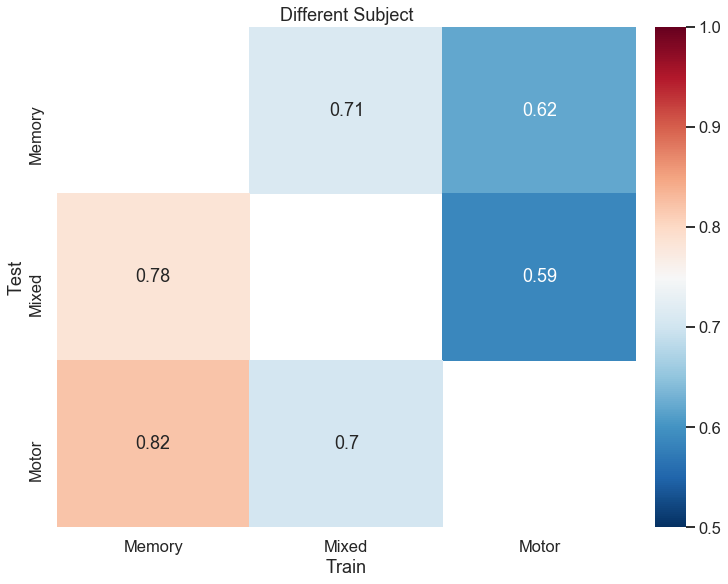 Different Subject
1.0
Memory
0.71
0.62
0.9
0.8
Test
Mixed
0.78
0.59
0.7
0.6
Motor
0.82
0.7
0.5
Memory
Mixed
Motor
Train